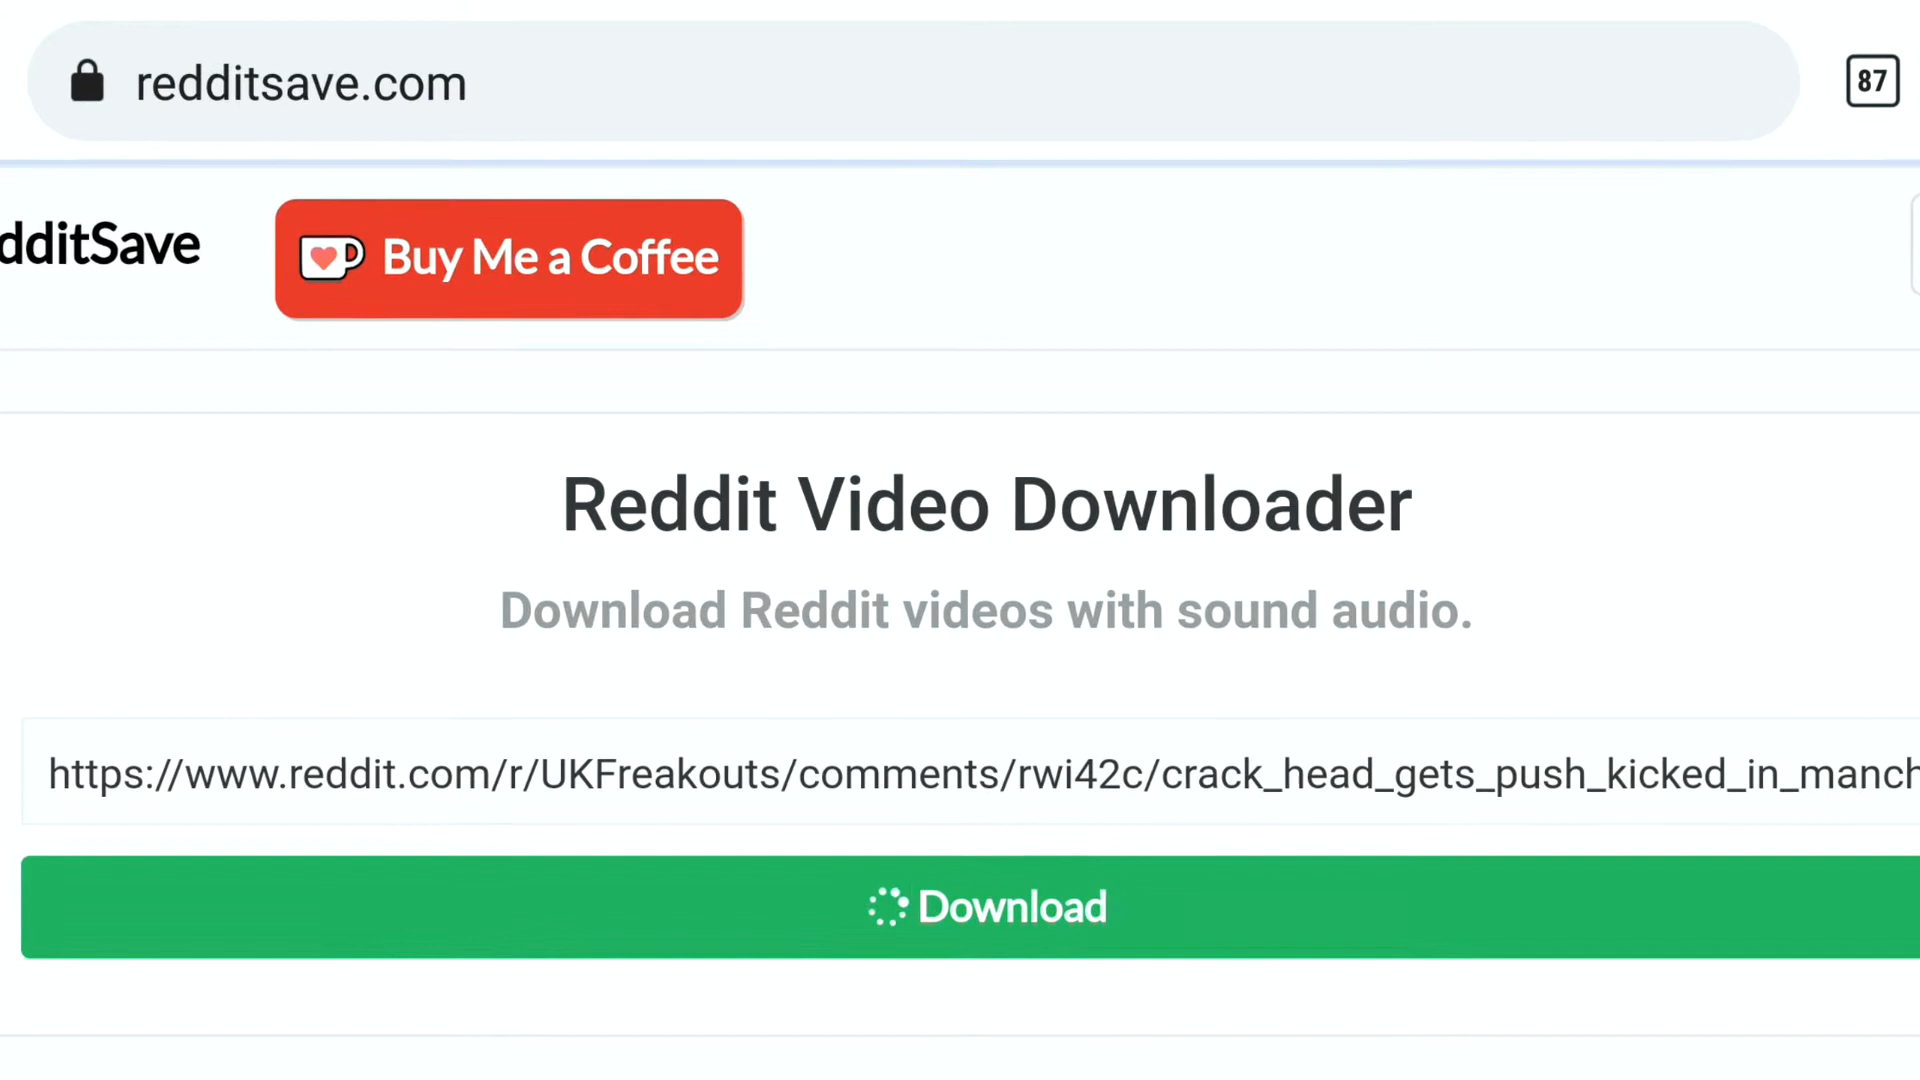 redditsave.com
87
dditSave
Buy Me a Coffee
Reddit Video Downloader
Download Reddit videos with sound audio.
https://www.reddit.com/r/UKFreakouts/comments/rwi42c/crack_head_gets_push_kicked_in_manch
Download